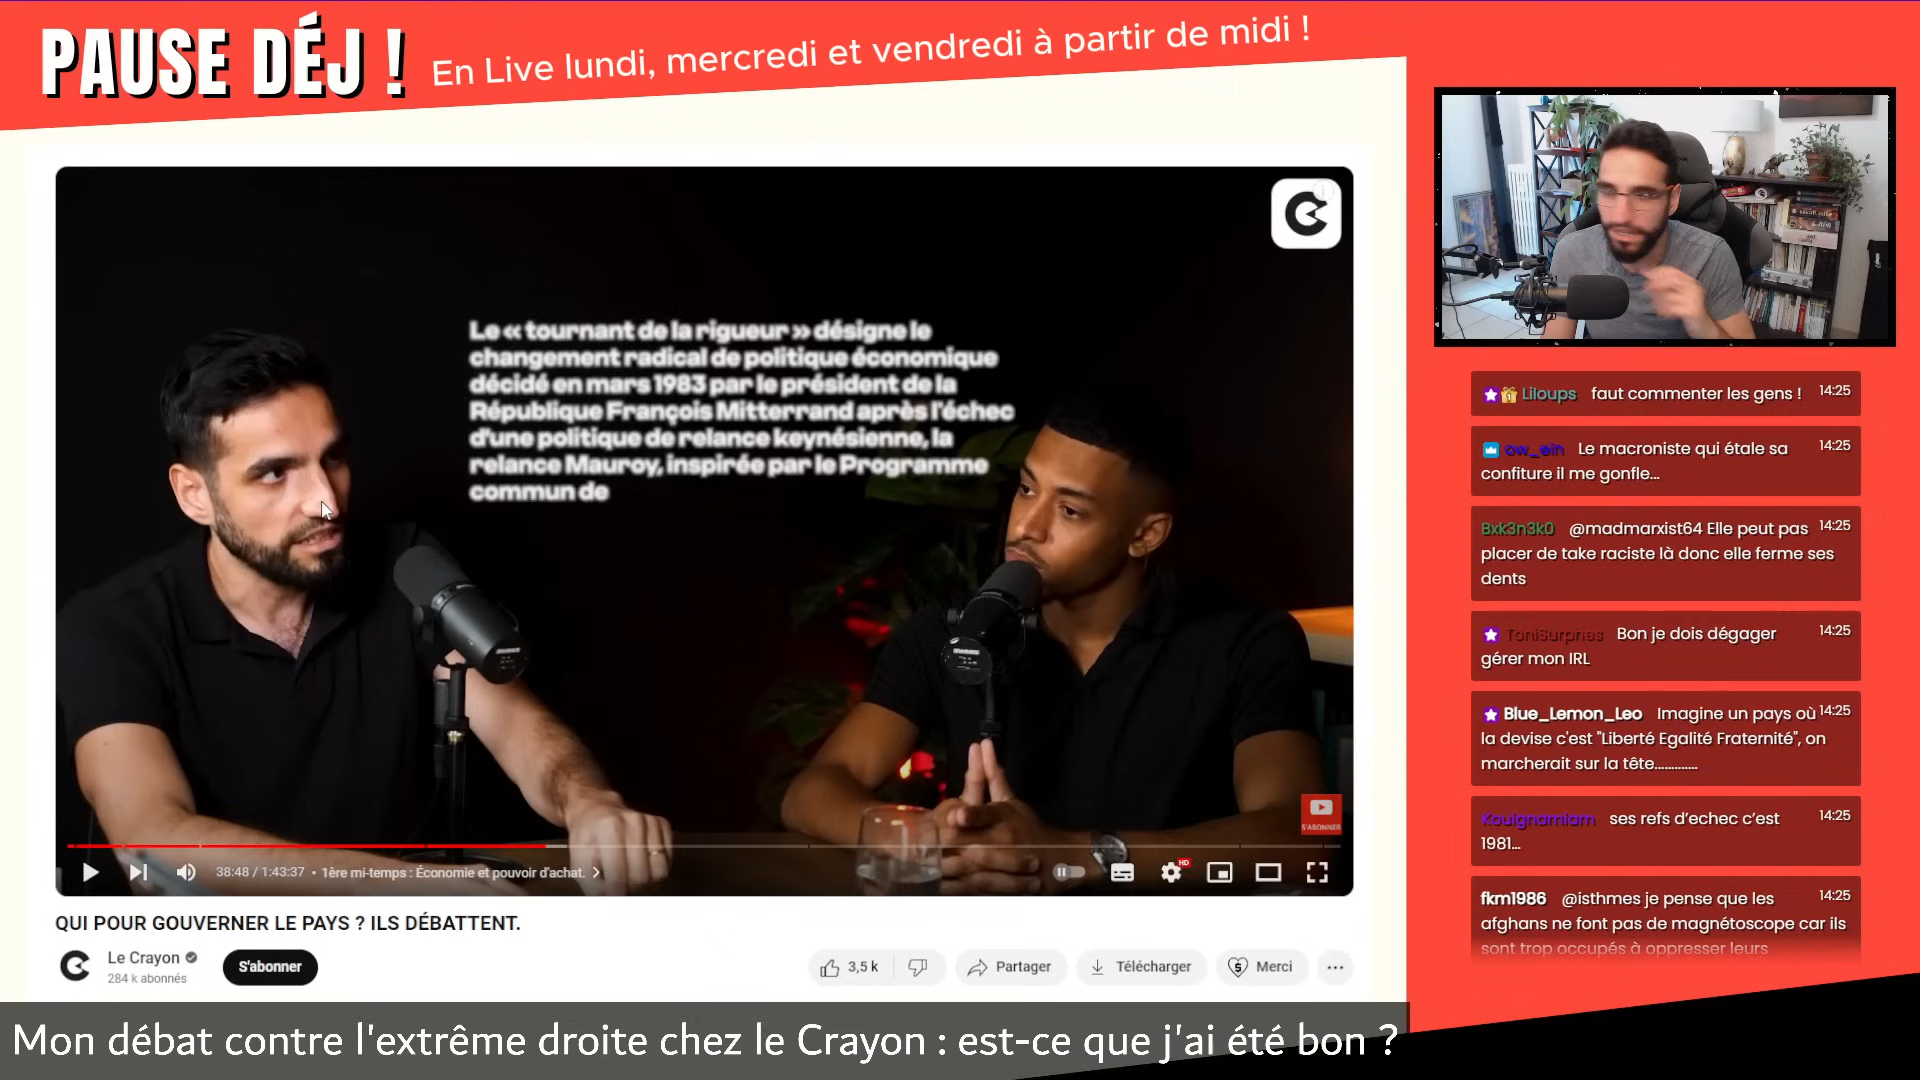 PAUSE DÉJ !
En Live lundi, mercredi et vendredi à partir de midi !
Le « tournant de la rigueur » désigne le
changement radical de politique économique
décidé en mars 1983 par le président de la
République François Mitterrand après l'échec
d'une politique de relance keynésienne, la
relance Mauroy, inspirée par le Programme
commun de
S'ABONNER
38:48 / 1:43:37 • 1ère mi-temps : Économie et pouvoir d'achat.
HD
QUI POUR GOUVERNER LE PAYS ? ILS DÉBATTENT.
Le Crayon
284 k abonnés
S'abonner
3,5 k
Partager
Télécharger
Merci
Liloups faut commenter les gens ! 14:25
ow_ein Le macroniste qui étale sa 14:25
confiture il me gonfle...
Bxk3n3k0 @madmarxist64 Elle peut pas 14:25
placer de take raciste là donc elle ferme ses
dents
ToniSurphes Bon je dois dégager 14:25
gérer mon IRL
Blue_Lemon_Leo Imagine un pays où 14:25
la devise c'est "Liberté Egalité Fraternité", on
marcherait sur la tête.............
Kouignamiam ses refs d'echec c'est 14:25
1981...
fkm1986 @isthmes je pense que les 14:25
afghans ne font pas de magnétoscope car ils
sont trop occupés à oppresser leurs
Mon débat contre l'extrême droite chez le Crayon : est-ce que j'ai été bon ?